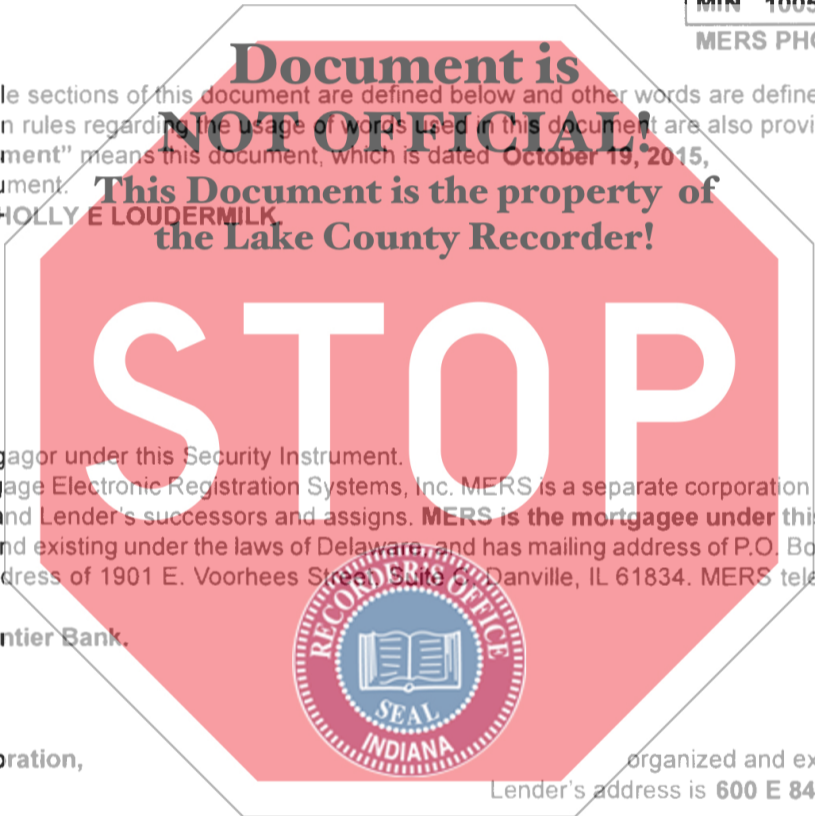 MIN 1005
MERS PHO
Document is
le sections of this document are defined below and other words are define
NOT OFFICIAL!
n rules regarding the usage of words used in this document are also provi
ment" means this document, which is dated October 19, 2015,
ument.
This Document is the property of
HOLLY E LOUDERMILK.
the Lake County Recorder!
STOP
gagor under this Security Instrument.
age Electronic Registration Systems, Inc. MERS is a separate corporation
nd Lender's successors and assigns. MERS is the mortgagee under this
nd existing under the laws of Delaware, and has mailing address of P.O. Bo
dress of 1901 E. Voorhees Street, Suite C, Danville, IL 61834. MERS tele
RECORDER'S OFFICE
ntier Bank.
SEAL
INDIANA
oration,
organized and ex
Lender's address is 600 E 84